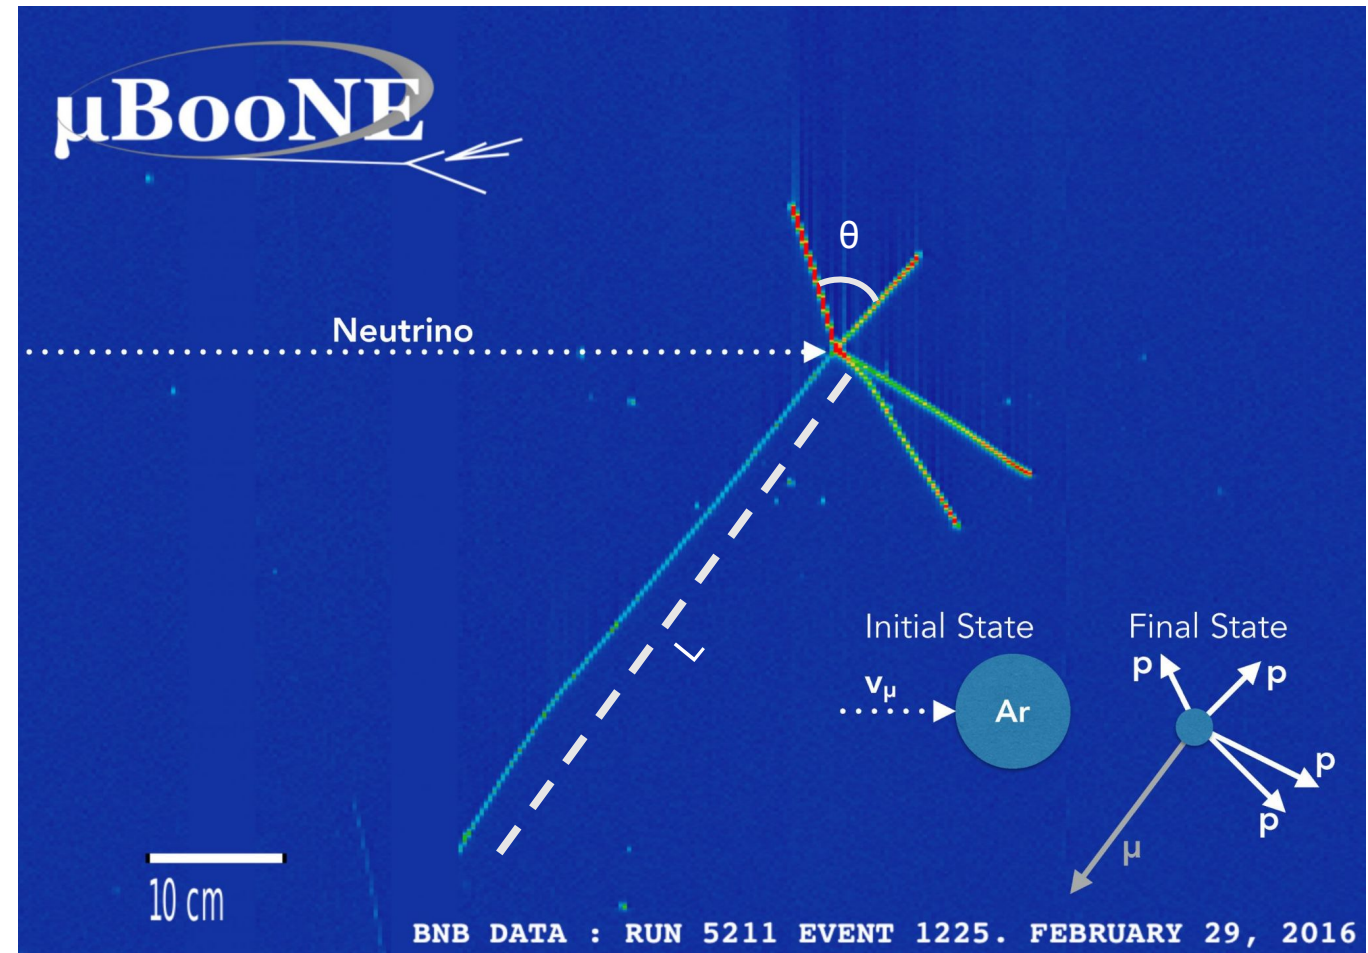 µBooNE
θ
Neutrino
Initial State
Final State
νμ
Ar
p
p
p
p
μ
L
10 cm
BNB DATA : RUN 5211 EVENT 1225. FEBRUARY 29, 2016